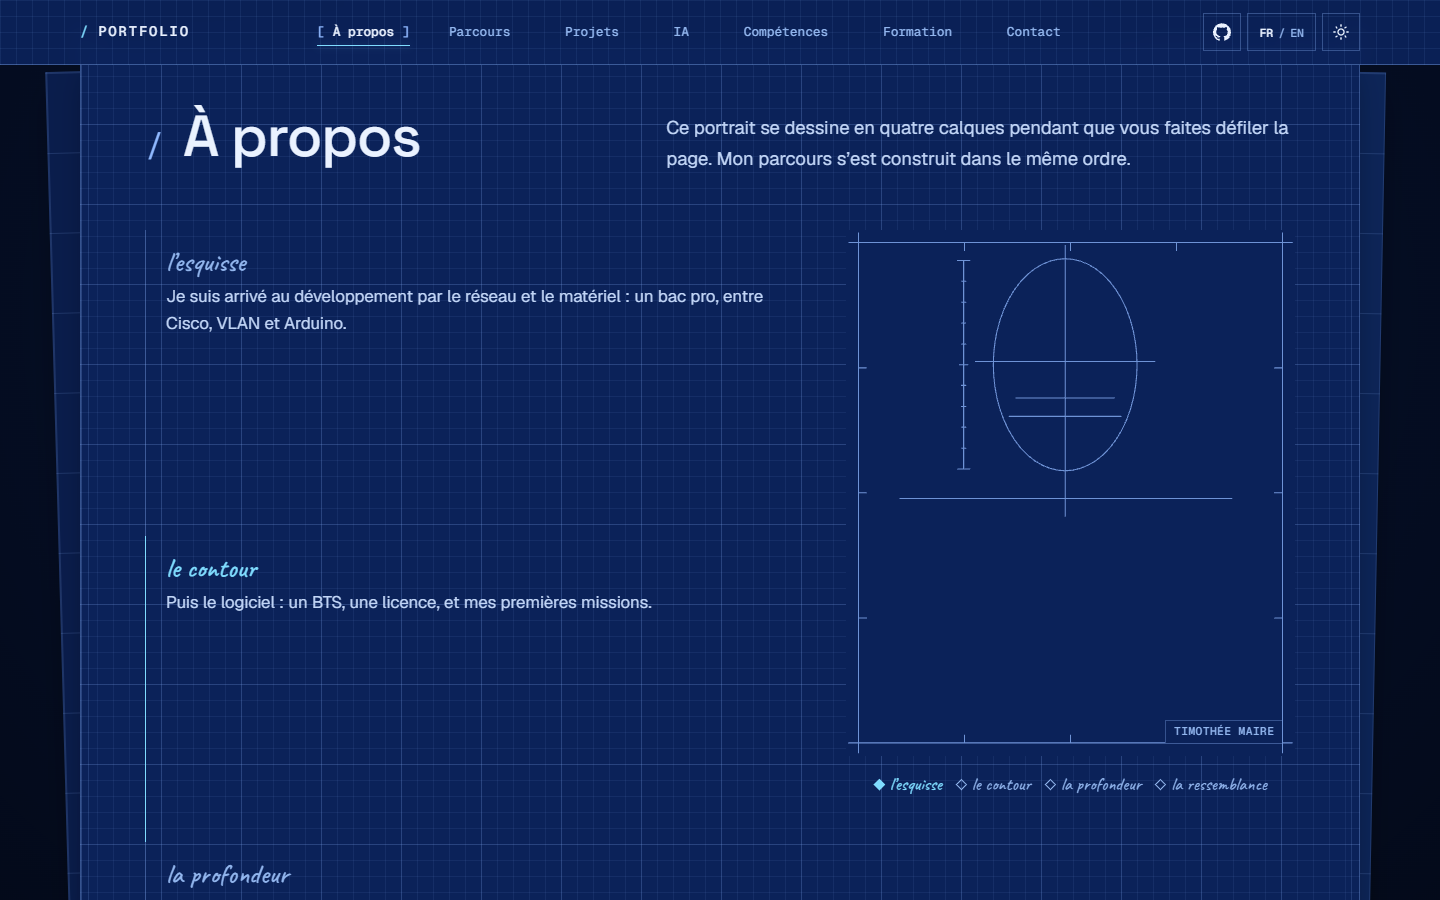 / PORTFOLIO
[ À propos ]
Parcours
Projets
IA
Compétences
Formation
Contact
FR / EN
/ À propos
Ce portrait se dessine en quatre calques pendant que vous faites défiler la
page. Mon parcours s’est construit dans le même ordre.
l’esquisse
Je suis arrivé au développement par le réseau et le matériel : un bac pro, entre
Cisco, VLAN et Arduino.
le contour
Puis le logiciel : un BTS, une licence, et mes premières missions.
TIMOTHÉE MAIRE
l’esquisse
le contour
la profondeur
la ressemblance
la profondeur